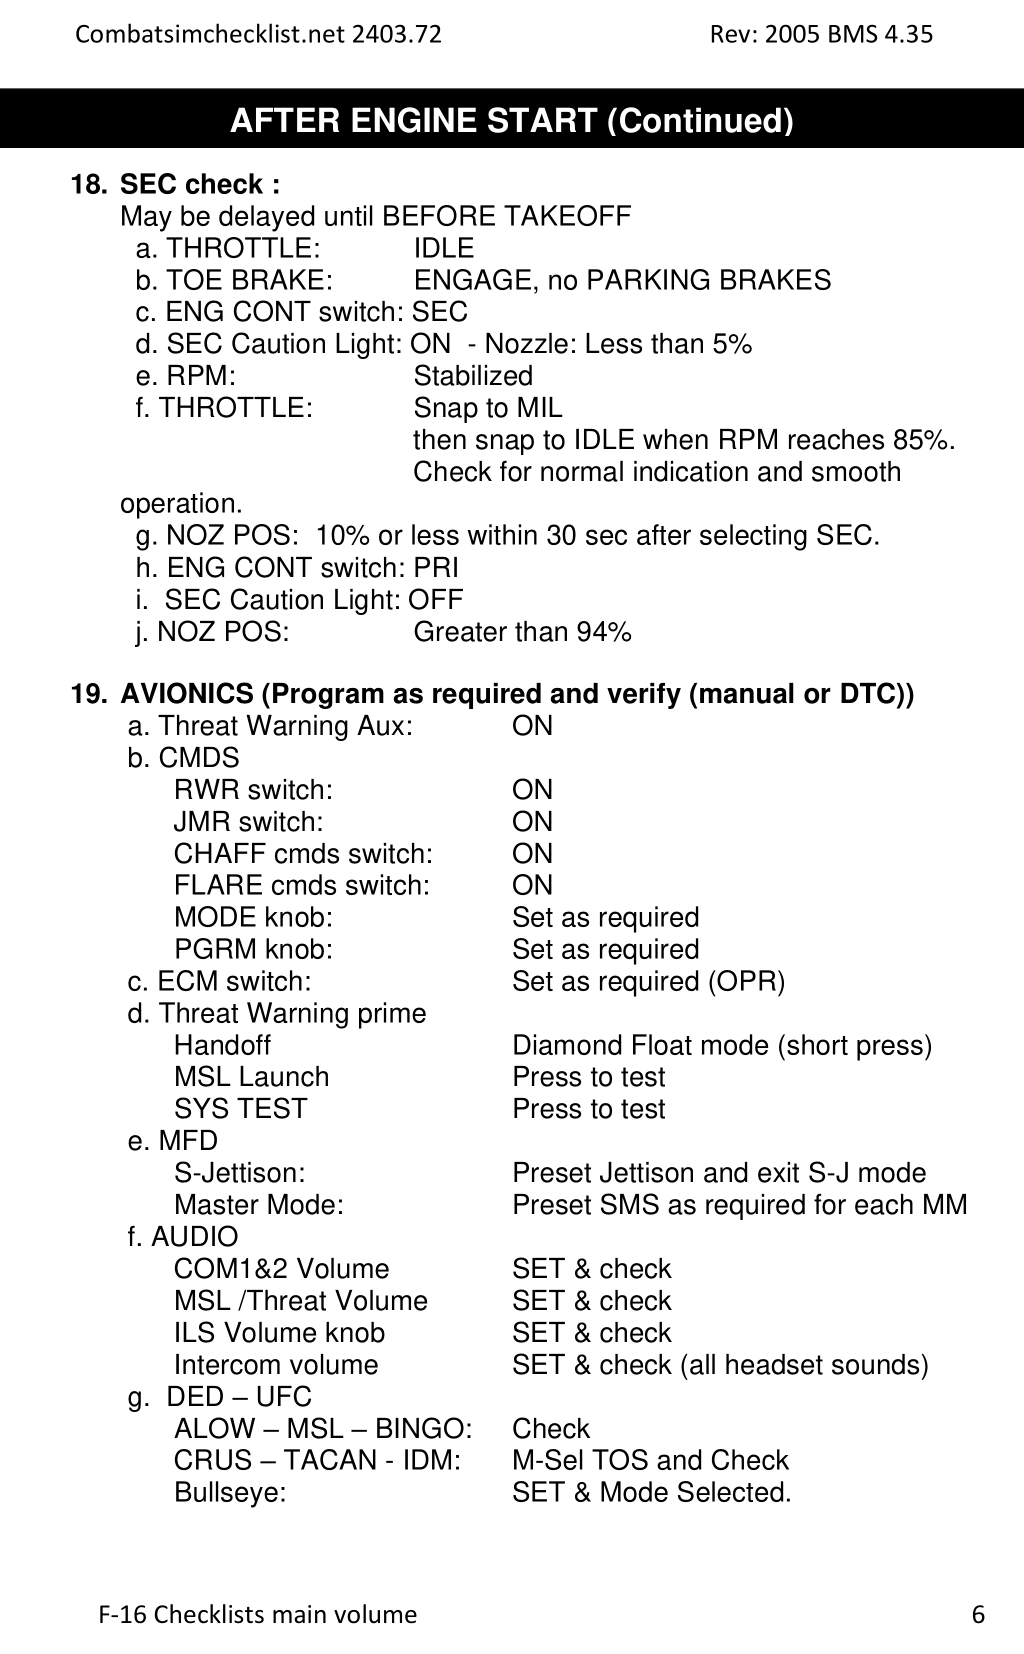 Combatsimchecklist.net 2403.72 Rev: 2005 BMS 4.35
AFTER ENGINE START (Continued)
18. SEC check :
May be delayed until BEFORE TAKEOFF
a. THROTTLE: IDLE
b. TOE BRAKE: ENGAGE, no PARKING BRAKES
c. ENG CONT switch: SEC
d. SEC Caution Light: ON - Nozzle: Less than 5%
e. RPM: Stabilized
f. THROTTLE: Snap to MIL
then snap to IDLE when RPM reaches 85%.
Check for normal indication and smooth
operation.
g. NOZ POS: 10% or less within 30 sec after selecting SEC.
h. ENG CONT switch: PRI
i. SEC Caution Light: OFF
j. NOZ POS: Greater than 94%
19. AVIONICS (Program as required and verify (manual or DTC))
a. Threat Warning Aux: ON
b. CMDS
RWR switch: ON
JMR switch: ON
CHAFF cmds switch: ON
FLARE cmds switch: ON
MODE knob: Set as required
PGRM knob: Set as required
c. ECM switch: Set as required (OPR)
d. Threat Warning prime
Handoff Diamond Float mode (short press)
MSL Launch Press to test
SYS TEST Press to test
e. MFD
S-Jettison: Preset Jettison and exit S-J mode
Master Mode: Preset SMS as required for each MM
f. AUDIO
COM1&2 Volume SET & check
MSL /Threat Volume SET & check
ILS Volume knob SET & check
Intercom volume SET & check (all headset sounds)
g. DED – UFC
ALOW – MSL – BINGO: Check
CRUS – TACAN - IDM: M-Sel TOS and Check
Bullseye: SET & Mode Selected.
F-16 Checklists main volume 6